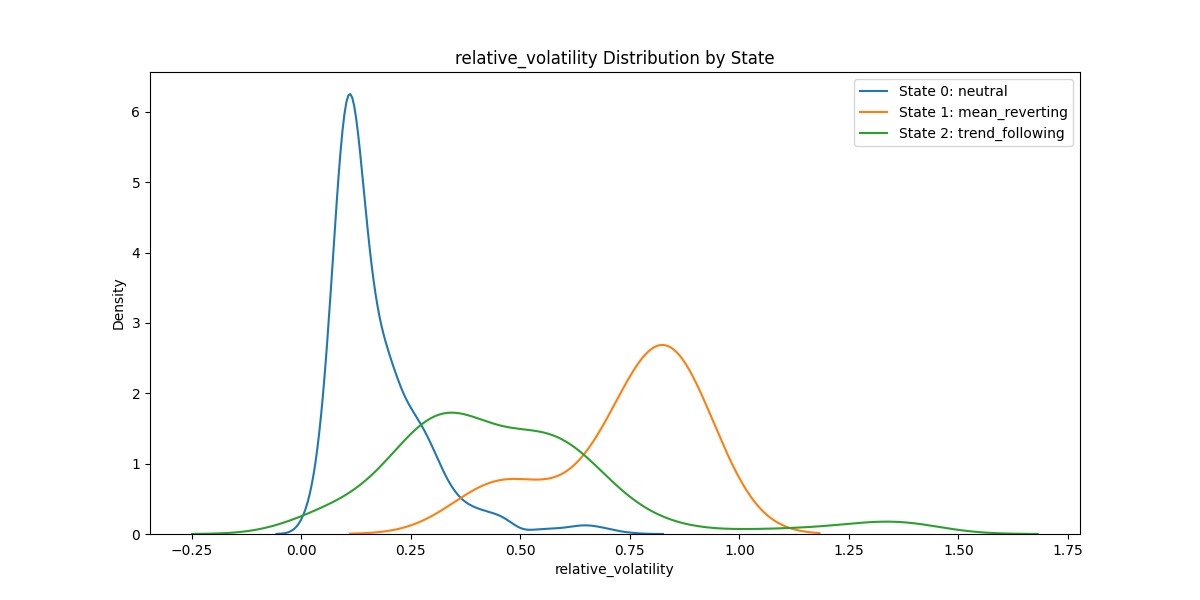 relative_volatility Distribution by State
State 0: neutral
State 1: mean_reverting
State 2: trend_following
6
5
4
3
2
1
0
Density
−0.25 0.00 0.25 0.50 0.75 1.00 1.25 1.50 1.75
relative_volatility